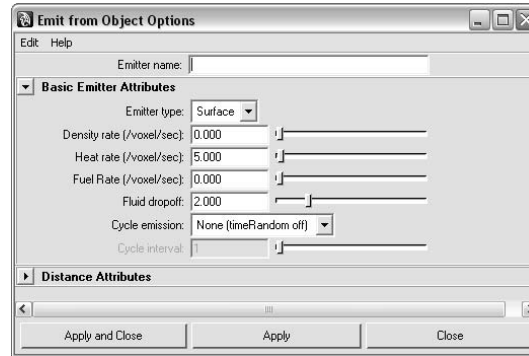 Emit from Object Options
Edit Help
Emitter name:
Basic Emitter Attributes
Emitter type: Surface
Density rate (/voxel/sec): 0.000
Heat rate (/voxel/sec): 5.000
Fuel Rate (/voxel/sec): 0.000
Fluid dropoff: 2.000
Cycle emission: None (timeRandom off)
Cycle interval: 1
Distance Attributes
Apply and Close Apply Close